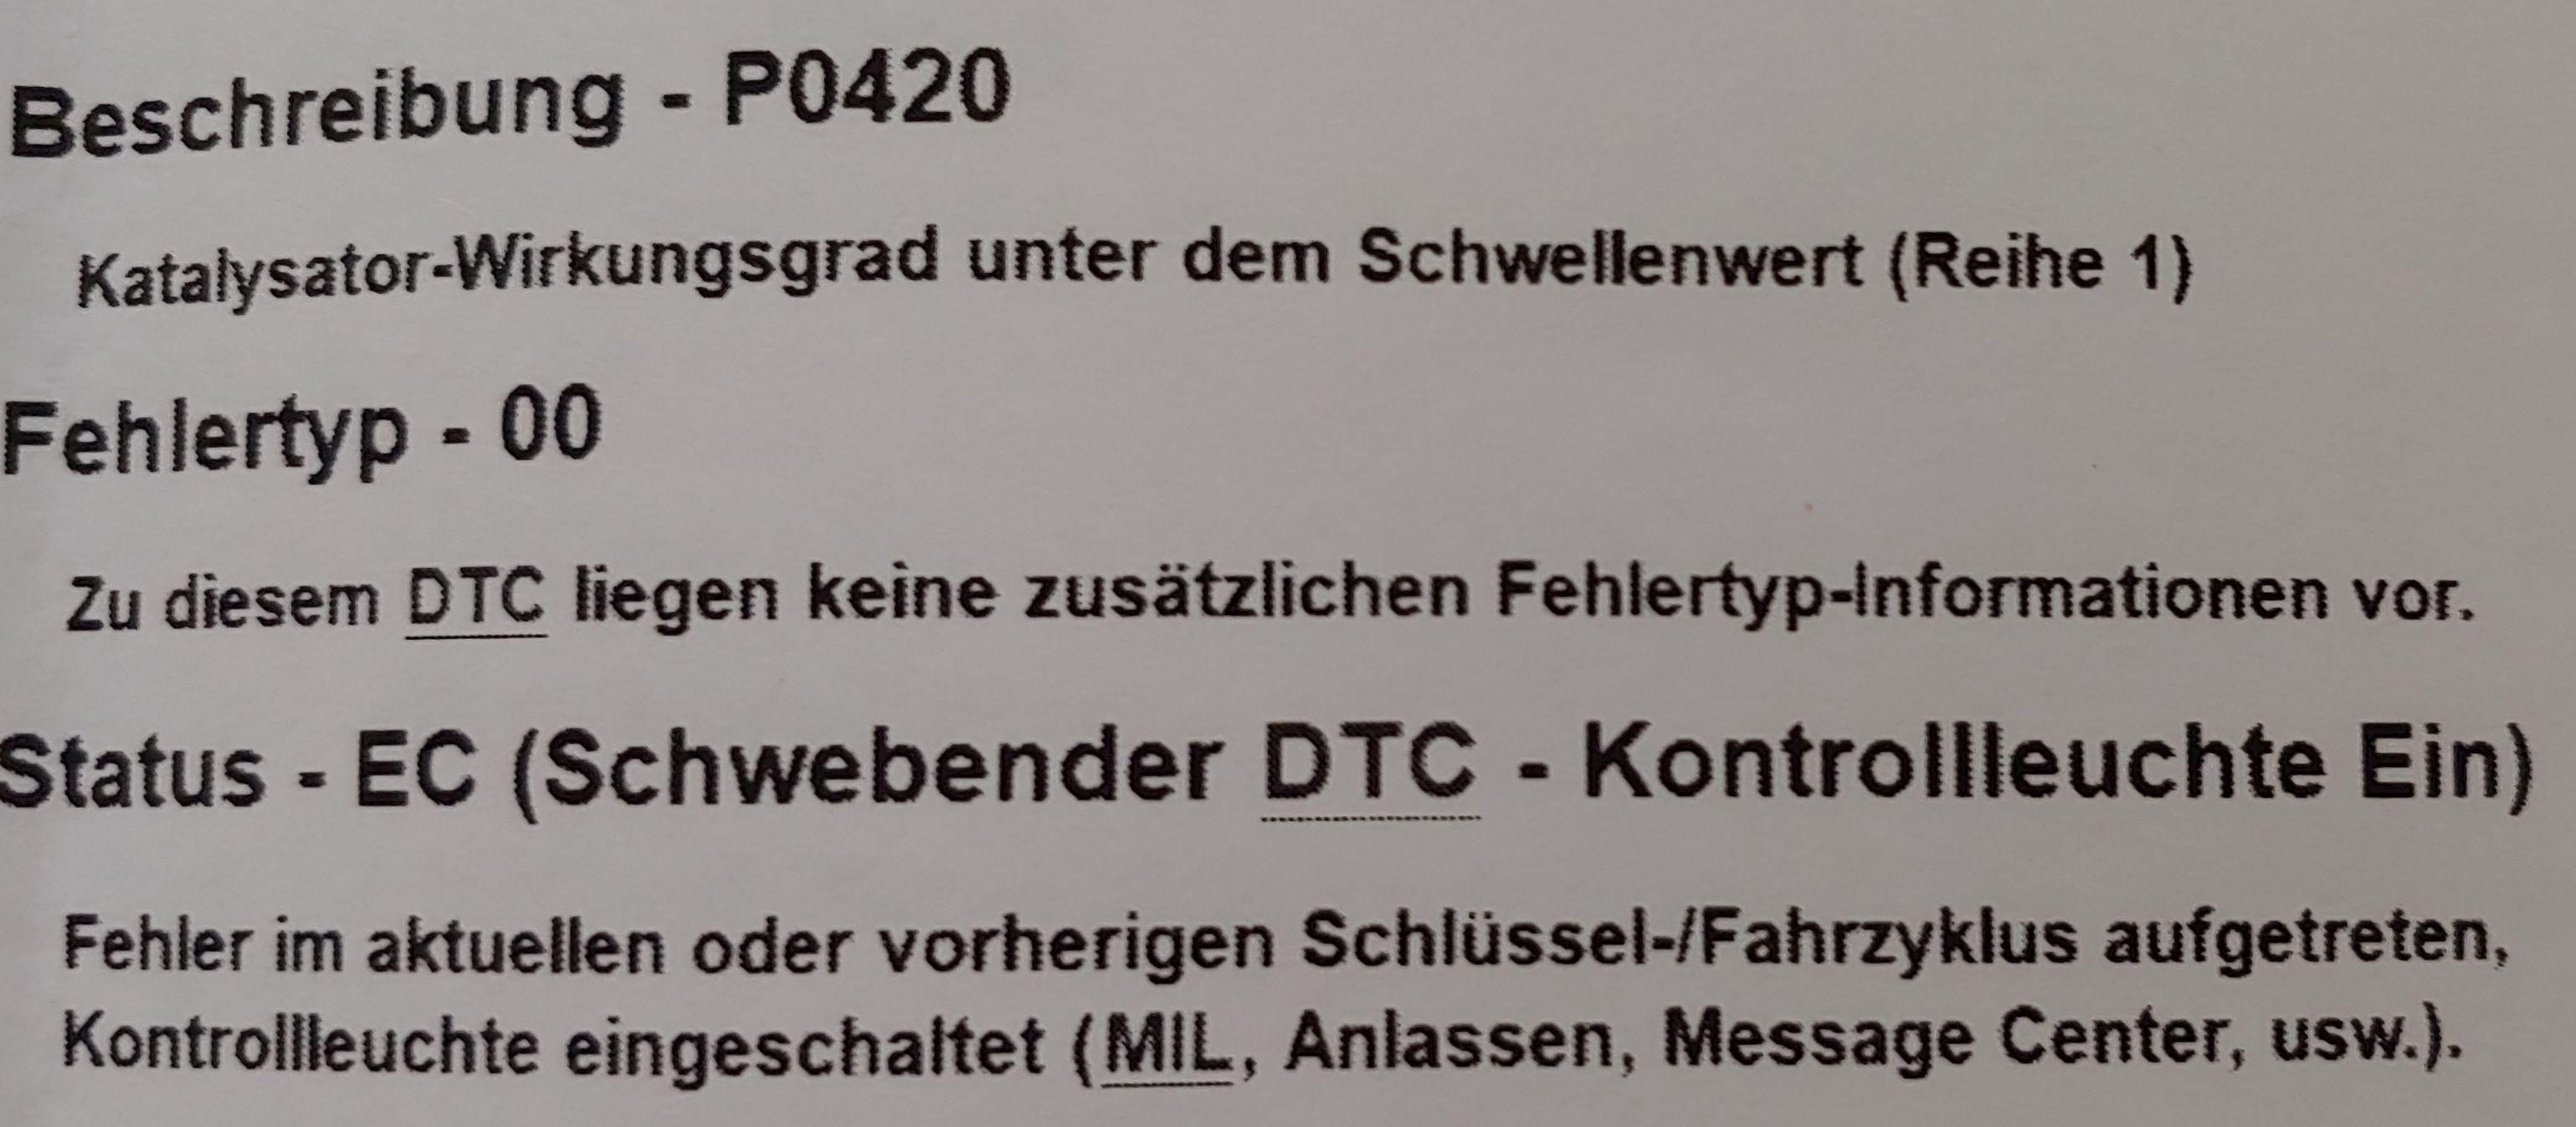 Beschreibung - P0420
Katalysator-Wirkungsgrad unter dem Schwellenwert (Reihe 1)
Fehlertyp - 00
Zu diesem DTC liegen keine zusätzlichen Fehlertyp-Informationen vor.
Status - EC (Schwebender DTC - Kontrollleuchte Ein)
Fehler im aktuellen oder vorherigen Schlüssel-/Fahrzyklus aufgetreten,
Kontrollleuchte eingeschaltet (MIL, Anlassen, Message Center, usw.).